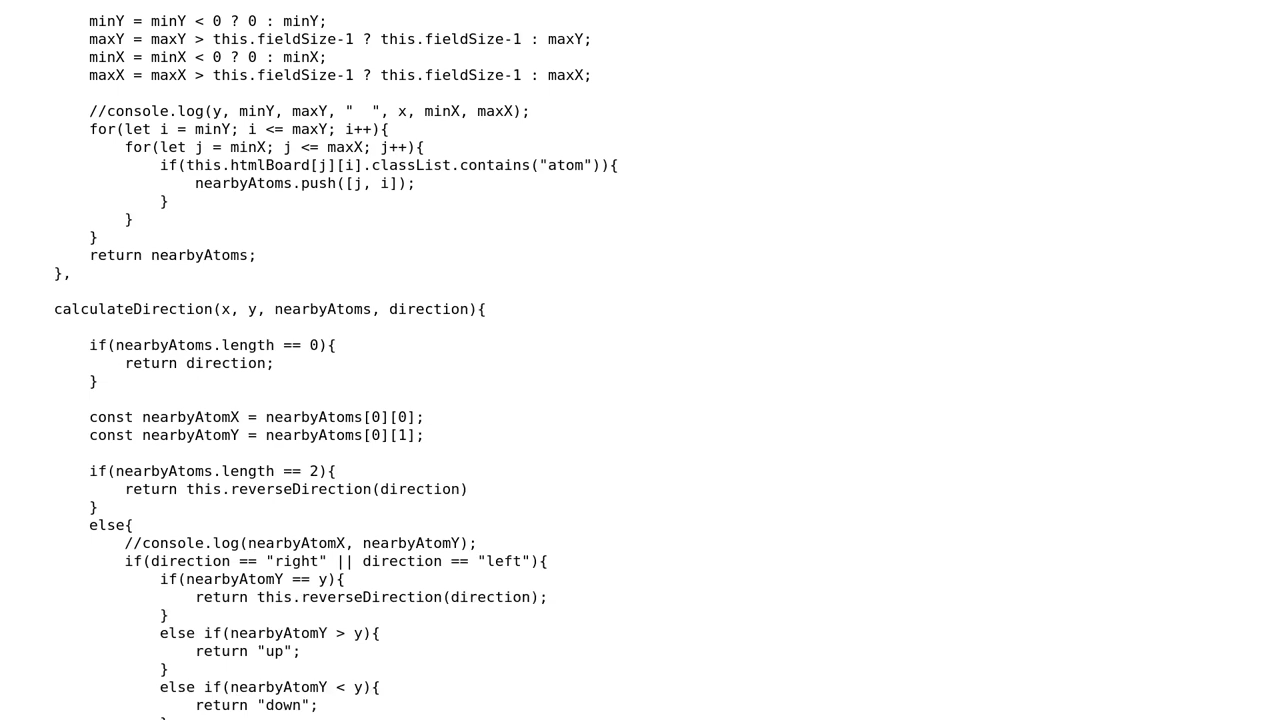 minY = minY < 0 ? 0 : minY;
        maxY = maxY > this.fieldSize-1 ? this.fieldSize-1 : maxY;
        minX = minX < 0 ? 0 : minX;
        maxX = maxX > this.fieldSize-1 ? this.fieldSize-1 : maxX;

        //console.log(y, minY, maxY, "  ", x, minX, maxX);
        for(let i = minY; i <= maxY; i++){
            for(let j = minX; j <= maxX; j++){
                if(this.htmlBoard[j][i].classList.contains("atom")){
                    nearbyAtoms.push([j, i]);
                }
            }
        }
        return nearbyAtoms;
    },

    calculateDirection(x, y, nearbyAtoms, direction){

        if(nearbyAtoms.length == 0){
            return direction;
        }

        const nearbyAtomX = nearbyAtoms[0][0];
        const nearbyAtomY = nearbyAtoms[0][1];

        if(nearbyAtoms.length == 2){
            return this.reverseDirection(direction)
        }
        else{
            //console.log(nearbyAtomX, nearbyAtomY);
            if(direction == "right" || direction == "left"){
                if(nearbyAtomY == y){
                    return this.reverseDirection(direction);
                }
                else if(nearbyAtomY > y){
                    return "up";
                }
                else if(nearbyAtomY < y){
                    return "down";